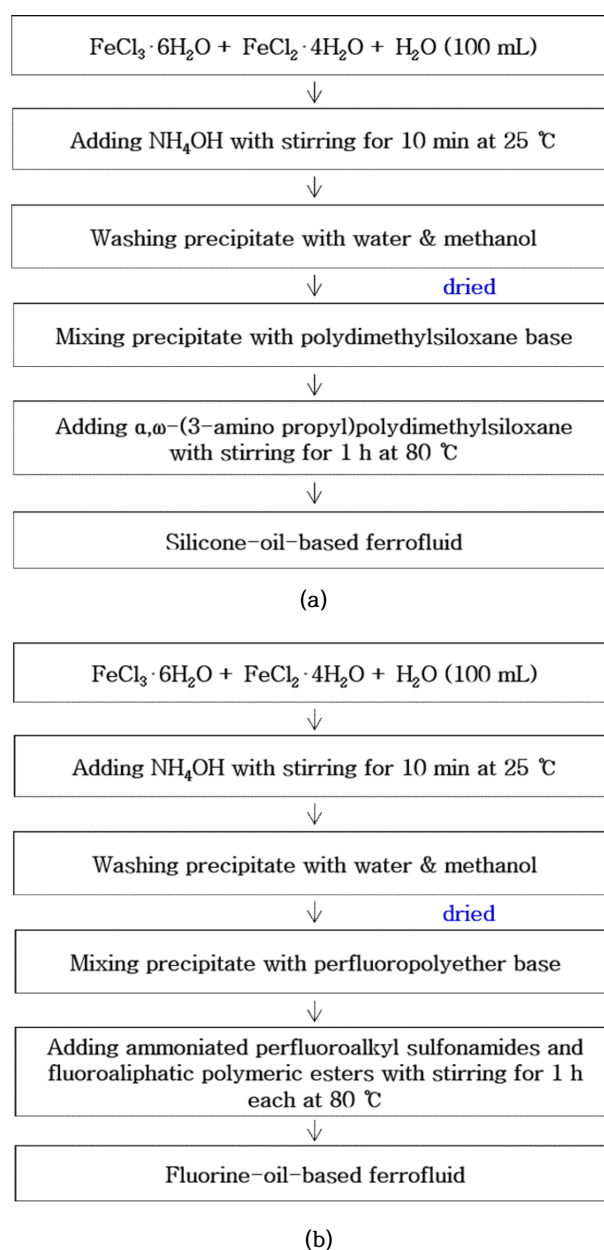 FeCl₃·6H₂O + FeCl₂·4H₂O + H₂O (100 mL)
↓
Adding NH₄OH with stirring for 10 min at 25 ℃
↓
Washing precipitate with water & methanol
↓ dried
Mixing precipitate with polydimethylsiloxane base
↓
Adding α,ω-(3-amino propyl)polydimethylsiloxane
with stirring for 1 h at 80 ℃
↓
Silicone-oil-based ferrofluid
(a)
FeCl₃·6H₂O + FeCl₂·4H₂O + H₂O (100 mL)
↓
Adding NH₄OH with stirring for 10 min at 25 ℃
↓
Washing precipitate with water & methanol
↓ dried
Mixing precipitate with perfluoropolyether base
↓
Adding ammoniated perfluoroalkyl sulfonamides and
fluoroaliphatic polymeric esters with stirring for 1 h
each at 80 ℃
↓
Fluorine-oil-based ferrofluid
(b)